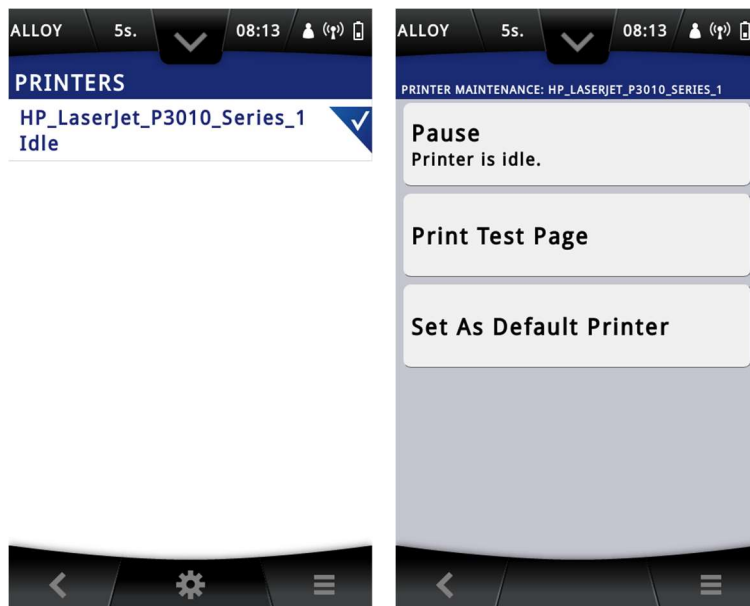 ALLOY 5s. 08:13
PRINTERS
HP_LaserJet_P3010_Series_1
Idle
ALLOY 5s. 08:13
PRINTER MAINTENANCE: HP_LASERJET_P3010_SERIES_1
Pause
Printer is idle.
Print Test Page
Set As Default Printer